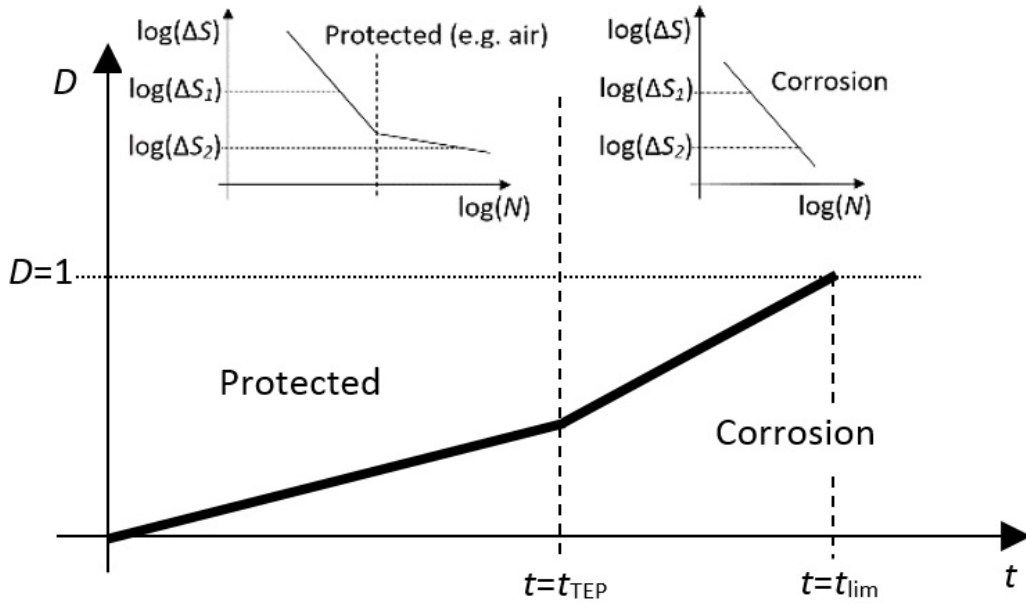 log(ΔS)
Protected (e.g. air)
log(ΔS₁)
log(ΔS₂)
log(N)
log(ΔS)
Corrosion
log(ΔS₁)
log(ΔS₂)
log(N)
D
D=1
Protected
Corrosion
t=t_TEP
t=t_lim
t